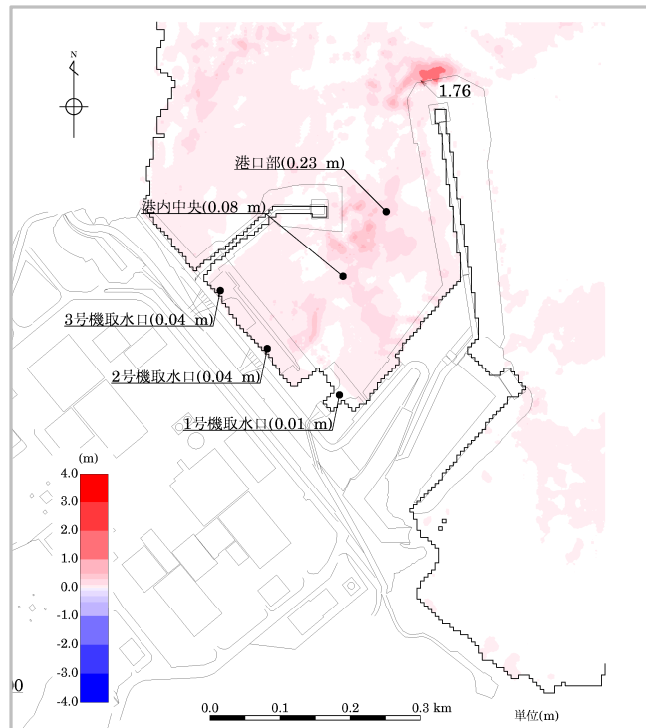 N
1.76
港口部(0.23 m)
港内中央(0.08 m)
3号機取水口(0.04 m)
2号機取水口(0.04 m)
1号機取水口(0.01 m)
(m)
4.0
3.0
2.0
1.0
0.0
-1.0
-2.0
-3.0
-4.0
0.0 0.1 0.2 0.3 km
単位(m)